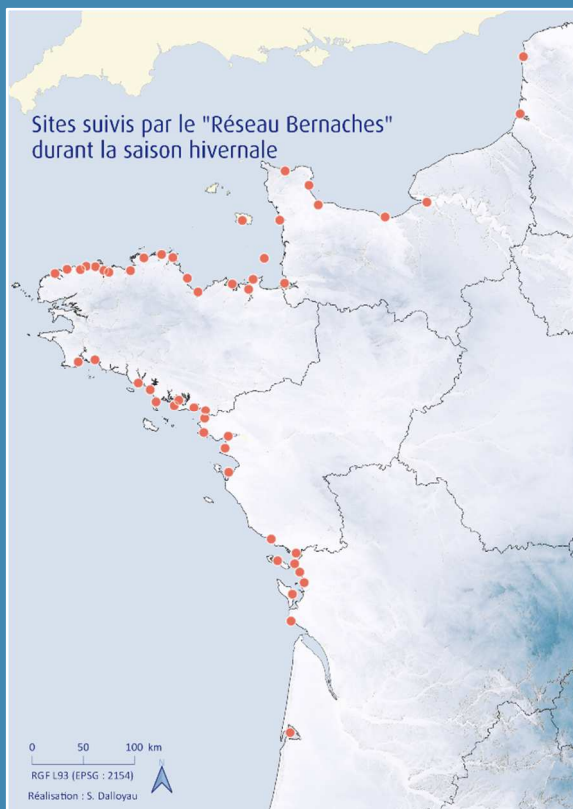 Sites suivis par le "Réseau Bernaches"
durant la saison hivernale
0 50 100 km
N
RGF L93 (EPSG : 2154)
Réalisation : S. Dalloyau